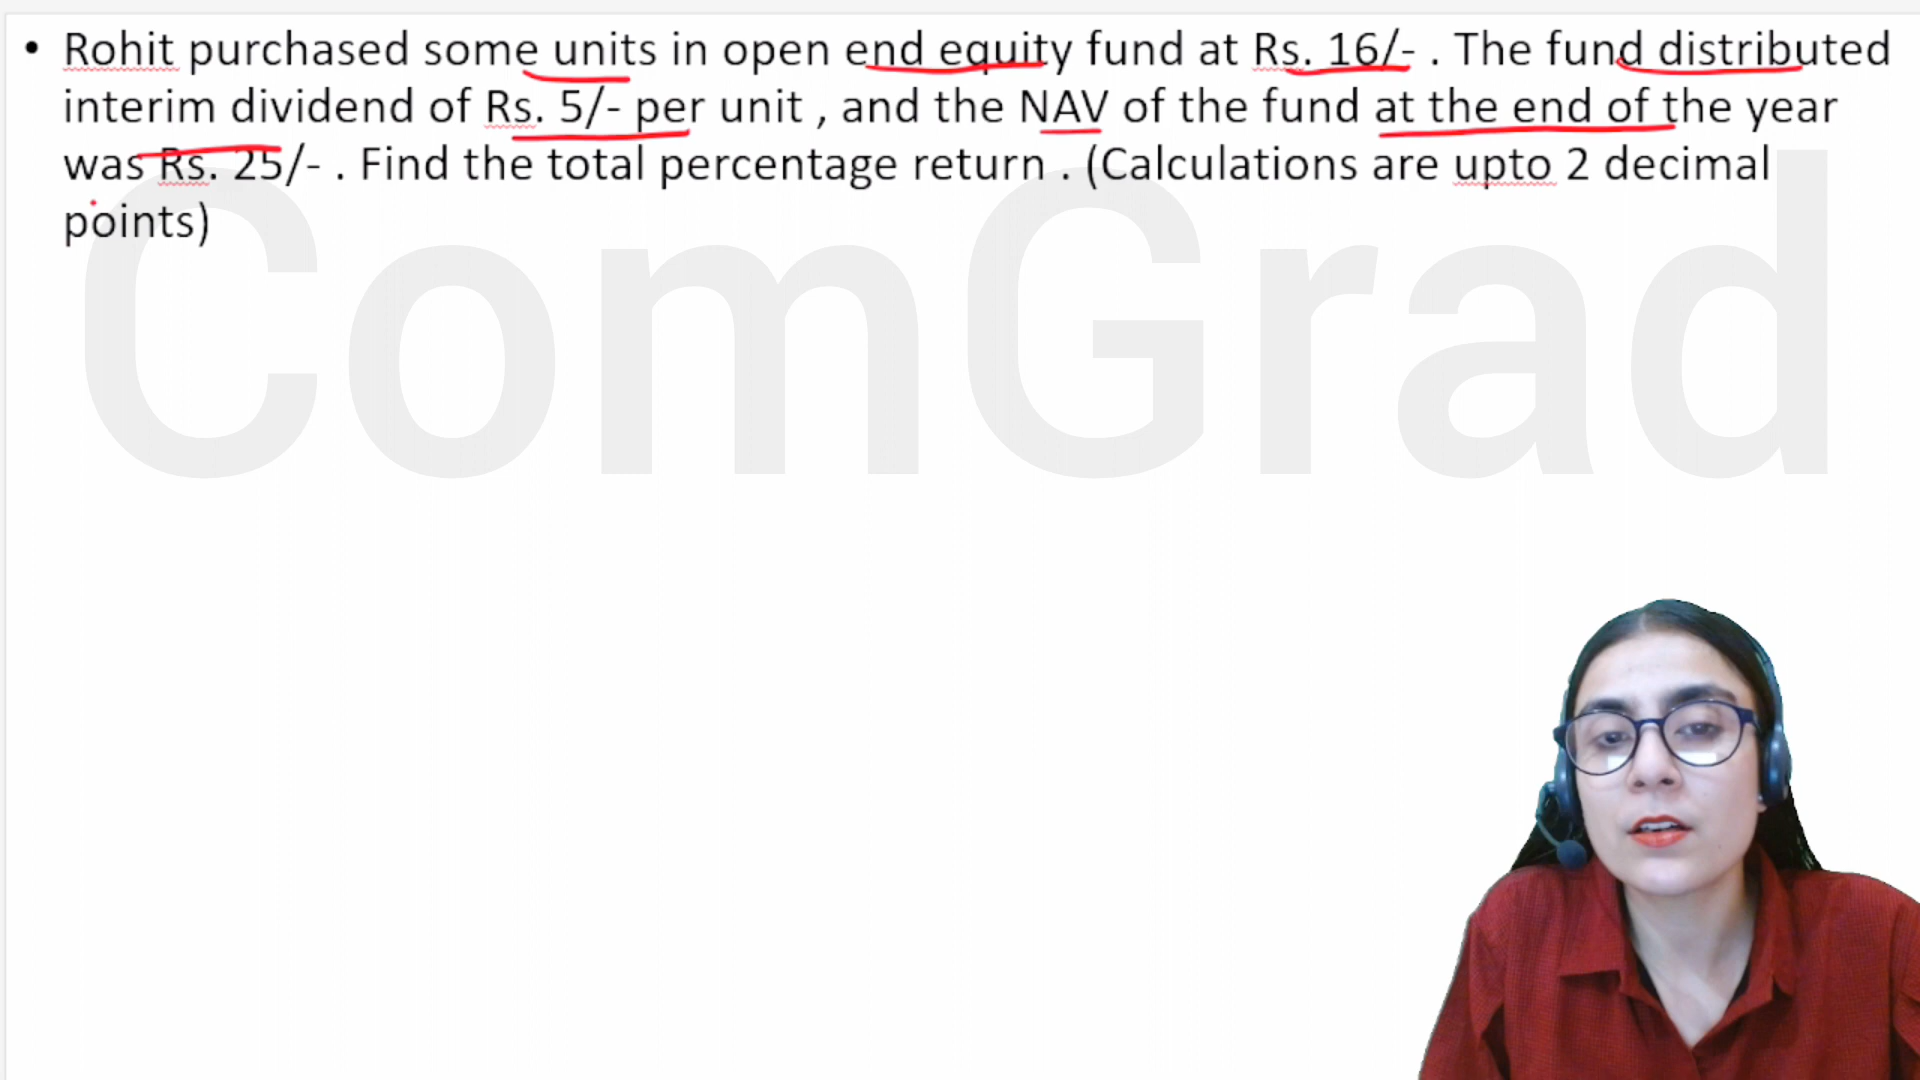 • Rohit purchased some units in open end equity fund at Rs. 16/- . The fund distributed
interim dividend of Rs. 5/- per unit , and the NAV of the fund at the end of the year
was Rs. 25/- . Find the total percentage return . (Calculations are upto 2 decimal
points)
ComGrad